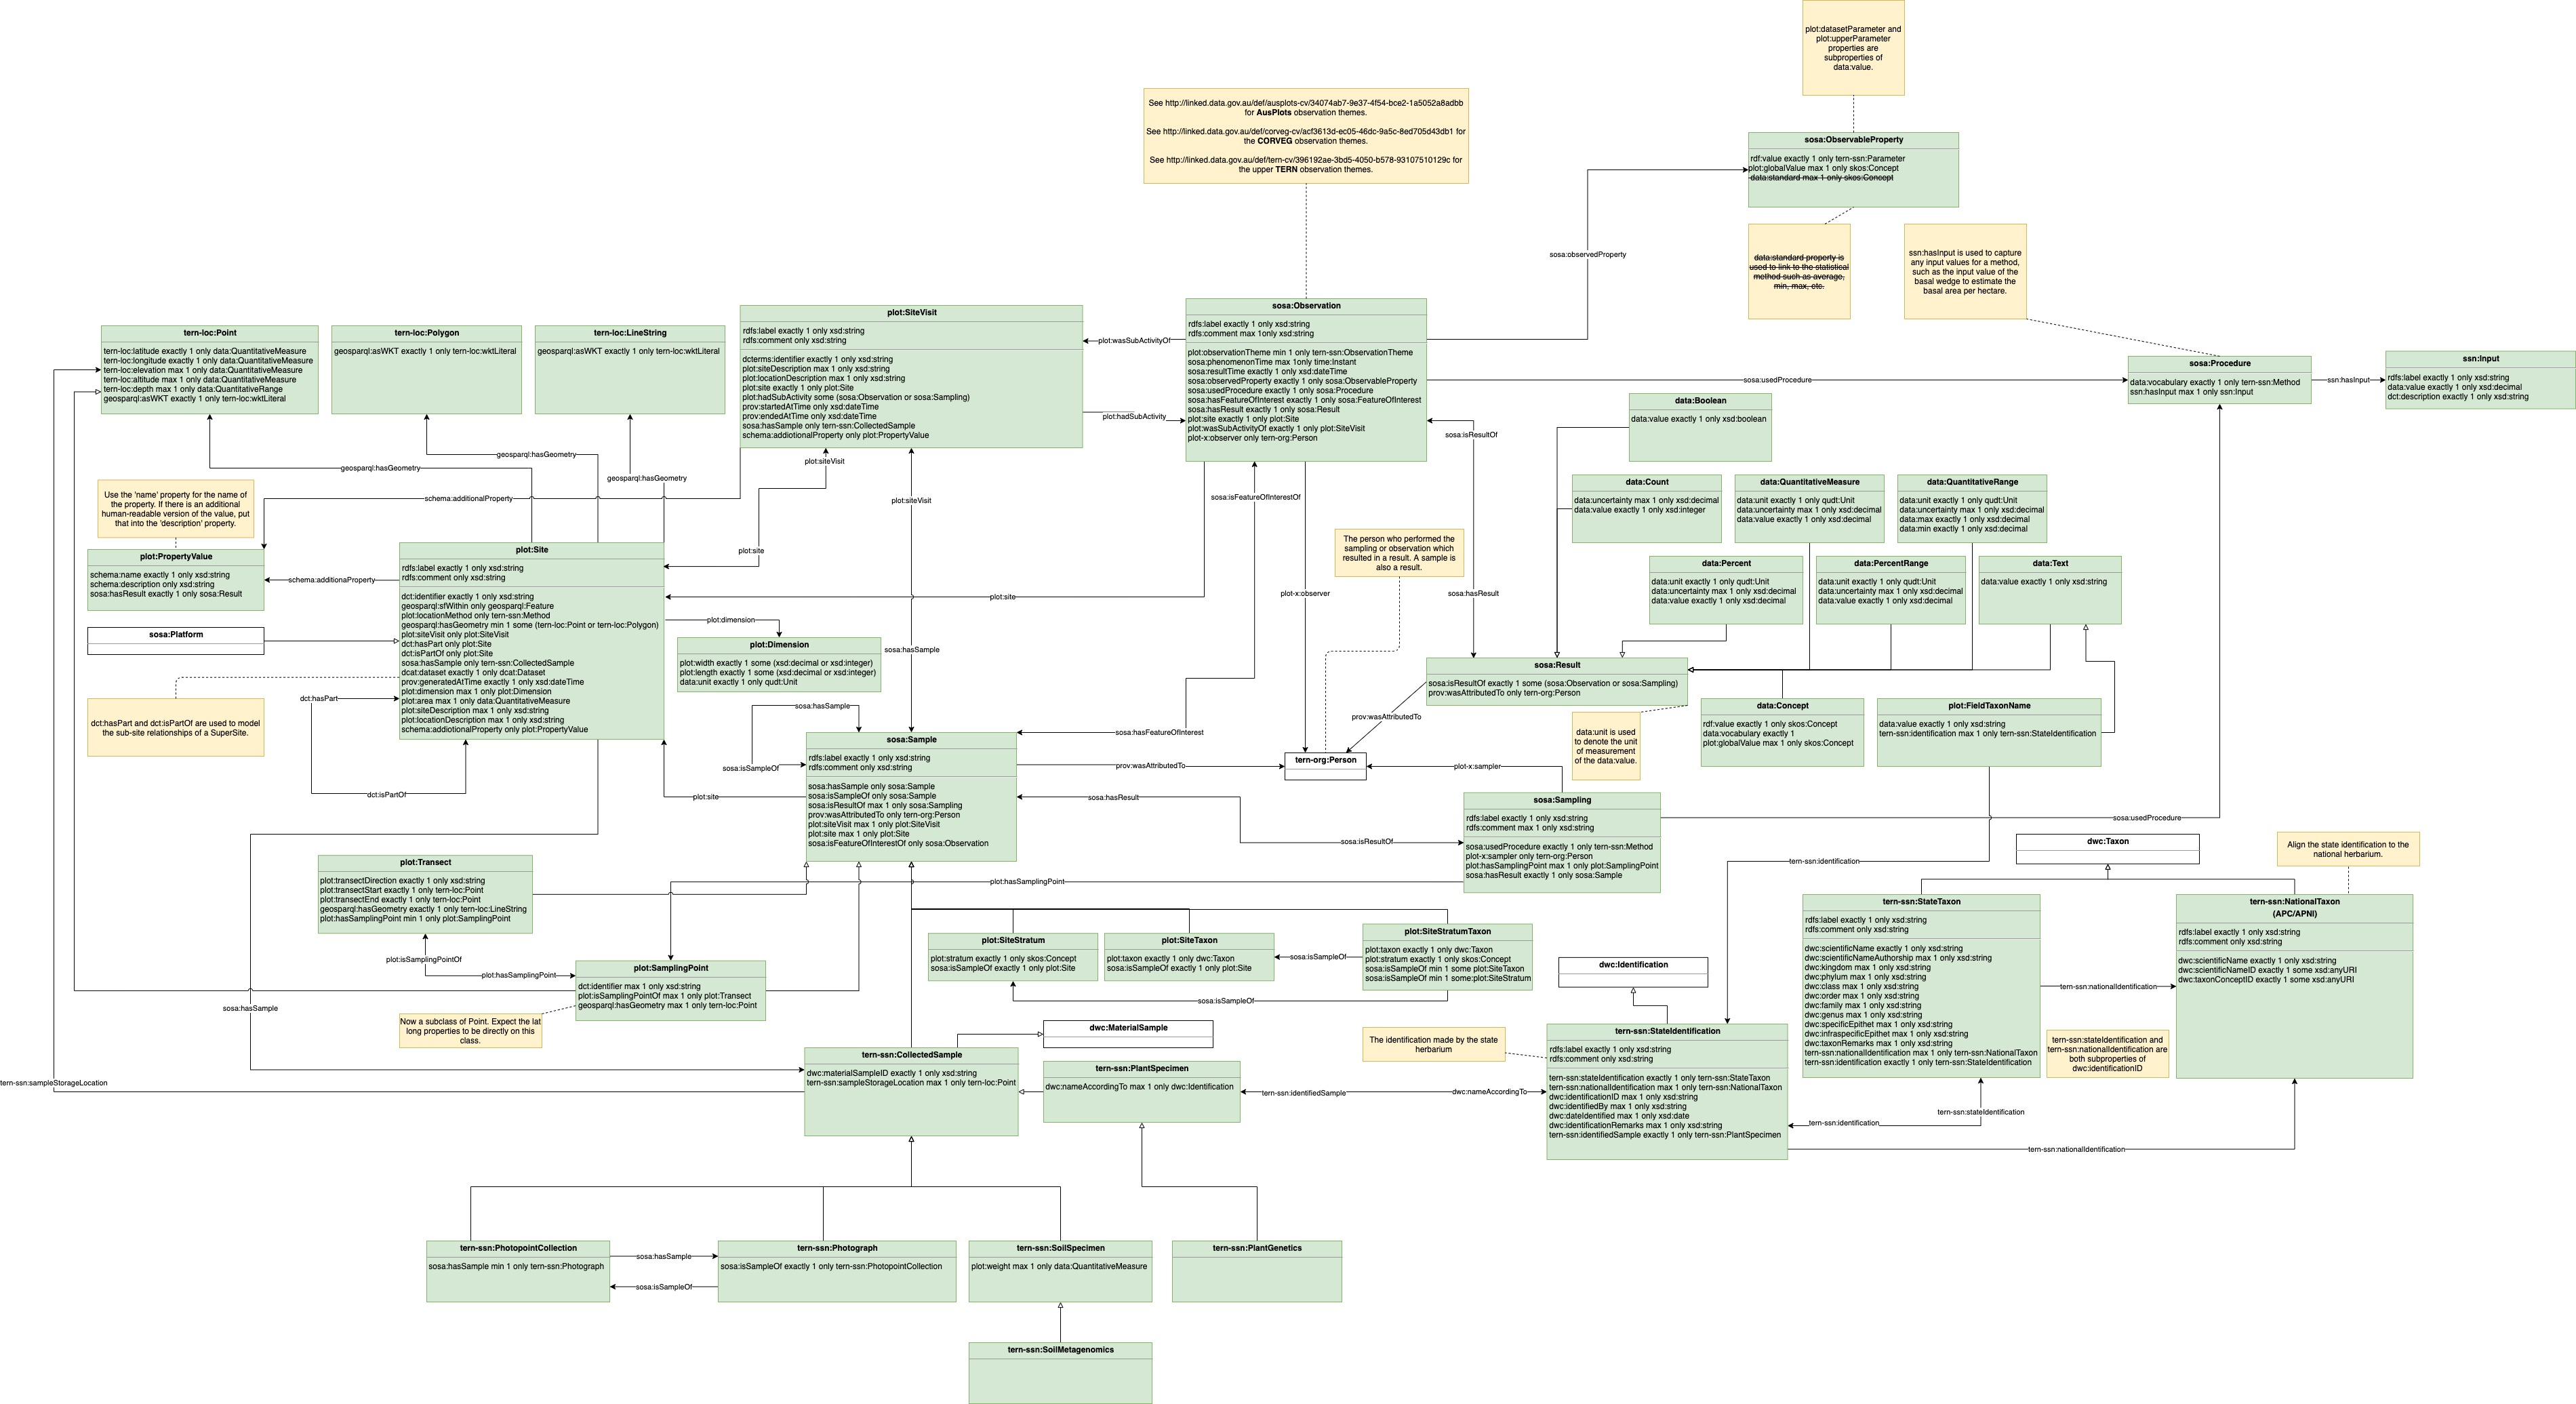 plot:datasetParameter and
plot:upperParameter
properties are
subproperties of
data:value.
See http://linked.data.gov.au/def/ausplots-cv/34074ab7-9e37-4f54-bce2-1a5052a8adbb
for AusPlots observation themes.
See http://linked.data.gov.au/def/corveg-cv/acf3613d-ec05-46dc-9a5c-8ed705d43db1 for
the CORVEG observation themes.
See http://linked.data.gov.au/def/tern-cv/396192ae-3bd5-4050-b578-93107510129c for
the upper TERN observation themes.
sosa:ObservableProperty
rdf:value exactly 1 only tern-ssn:Parameter
plot:globalValue max 1 only skos:Concept
data:standard max 1 only skos:Concept
data:standard property is
used to link to the statistical
method such as average,
min, max, etc.
ssn:hasInput is used to capture
any input values for a method,
such as the input value of the
basal wedge to estimate the
basal area per hectare.
sosa:observedProperty
tern-loc:Point
tern-loc:latitude exactly 1 only data:QuantitativeMeasure
tern-loc:longitude exactly 1 only data:QuantitativeMeasure
tern-loc:elevation max 1 only data:QuantitativeMeasure
tern-loc:altitude max 1 only data:QuantitativeMeasure
tern-loc:depth max 1 only data:QuantitativeRange
geosparql:asWKT exactly 1 only tern-loc:wktLiteral
tern-loc:Polygon
geosparql:asWKT exactly 1 only tern-loc:wktLiteral
tern-loc:LineString
geosparql:asWKT exactly 1 only tern-loc:wktLiteral
plot:SiteVisit
rdfs:label exactly 1 only xsd:string
rdfs:comment only xsd:string
dcterms:identifier exactly 1 only xsd:string
plot:siteDescription max 1 only xsd:string
plot:locationDescription max 1 only xsd:string
plot:site exactly 1 only plot:Site
plot:hadSubActivity some (sosa:Observation or sosa:Sampling)
prov:startedAtTime only xsd:dateTime
prov:endedAtTime only xsd:dateTime
sosa:hasSample only tern-ssn:CollectedSample
schema:addiotionalProperty only plot:PropertyValue
plot:wasSubActivityOf
plot:hadSubActivity
sosa:Observation
rdfs:label exactly 1 only xsd:string
rdfs:comment max 1only xsd:string
plot:observationTheme min 1 only tern-ssn:ObservationTheme
sosa:phenomenonTime max 1only time:Instant
sosa:resultTime exactly 1 only xsd:dateTime
sosa:observedProperty exactly 1 only sosa:ObservableProperty
sosa:usedProcedure exactly 1 only sosa:Procedure
sosa:hasFeatureOfInterest exactly 1 only sosa:FeatureOfInterest
sosa:hasResult exactly 1 only sosa:Result
plot:site exactly 1 only plot:Site
plot:wasSubActivityOf exactly 1 only plot:SiteVisit
plot-x:observer only tern-org:Person
sosa:usedProcedure
sosa:Procedure
data:vocabulary exactly 1 only tern-ssn:Method
ssn:hasInput max 1 only ssn:Input
ssn:hasInput
ssn:Input
rdfs:label exactly 1 only xsd:string
data:value exactly 1 only xsd:decimal
dct:description exactly 1 only xsd:string
data:Boolean
data:value exactly 1 only xsd:boolean
sosa:isResultOf
plot:siteVisit
geosparql:hasGeometry
geosparql:hasGeometry
geosparql:hasGeometry
schema:additionalProperty
plot:siteVisit
sosa:isFeatureOfInterestOf
data:Count
data:uncertainty max 1 only xsd:decimal
data:value exactly 1 only xsd:integer
data:QuantitativeMeasure
data:unit exactly 1 only qudt:Unit
data:uncertainty max 1 only xsd:decimal
data:value exactly 1 only xsd:decimal
data:QuantitativeRange
data:unit exactly 1 only qudt:Unit
data:uncertainty max 1 only xsd:decimal
data:max exactly 1 only xsd:decimal
data:min exactly 1 only xsd:decimal
Use the 'name' property for the name of
the property. If there is an additional
human-readable version of the value, put
that into the 'description' property.
The person who performed the
sampling or observation which
resulted in a result. A sample is
also a result.
plot:PropertyValue
schema:name exactly 1 only xsd:string
schema:description only xsd:string
sosa:hasResult exactly 1 only sosa:Result
schema:additionaProperty
plot:Site
rdfs:label exactly 1 only xsd:string
rdfs:comment only xsd:string
dct:identifier exactly 1 only xsd:string
geosparql:sfWithin only geosparql:Feature
plot:locationMethod only tern-ssn:Method
geosparql:hasGeometry min 1 some (tern-loc:Point or tern-loc:Polygon)
plot:siteVisit only plot:SiteVisit
dct:hasPart only plot:Site
dct:isPartOf only plot:Site
sosa:hasSample only tern-ssn:CollectedSample
dcat:dataset exactly 1 only dcat:Dataset
prov:generatedAtTime exactly 1 only xsd:dateTime
plot:dimension max 1 only plot:Dimension
plot:area max 1 only data:QuantitativeMeasure
plot:siteDescription max 1 only xsd:string
plot:locationDescription max 1 only xsd:string
schema:addiotionalProperty only plot:PropertyValue
plot:site
plot:site
plot-x:observer
sosa:hasResult
data:Percent
data:unit exactly 1 only qudt:Unit
data:uncertainty max 1 only xsd:decimal
data:value exactly 1 only xsd:decimal
data:PercentRange
data:unit exactly 1 only qudt:Unit
data:uncertainty max 1 only xsd:decimal
data:value exactly 1 only xsd:decimal
data:Text
data:value exactly 1 only xsd:string
sosa:Platform
plot:dimension
plot:Dimension
plot:width exactly 1 some (xsd:decimal or xsd:integer)
plot:length exactly 1 some (xsd:decimal or xsd:integer)
data:unit exactly 1 only qudt:Unit
sosa:hasSample
sosa:Result
sosa:isResultOf exactly 1 some (sosa:Observation or sosa:Sampling)
prov:wasAttributedTo only tern-org:Person
dct:hasPart and dct:isPartOf are used to model
the sub-site relationships of a SuperSite.
dct:hasPart
dct:isPartOf
sosa:hasSample
sosa:isSampleOf
prov:wasAttributedTo
data:unit is used
to denote the unit
of measurement
of the data:value.
data:Concept
rdf:value exactly 1 only skos:Concept
data:vocabulary exactly 1
plot:globalValue max 1 only skos:Concept
plot:FieldTaxonName
data:value exactly 1 only xsd:string
tern-ssn:identification max 1 only tern-ssn:StateIdentification
sosa:Sample
rdfs:label exactly 1 only xsd:string
rdfs:comment only xsd:string
sosa:hasSample only sosa:Sample
sosa:isSampleOf only sosa:Sample
sosa:isResultOf max 1 only sosa:Sampling
prov:wasAttributedTo only tern-org:Person
plot:siteVisit max 1 only plot:SiteVisit
plot:site max 1 only plot:Site
sosa:isFeatureOfInterestOf only sosa:Observation
sosa:hasFeatureOfInterest
prov:wasAttributedTo
tern-org:Person
plot-x:sampler
plot:site
sosa:hasResult
sosa:isResultOf
sosa:Sampling
rdfs:label exactly 1 only xsd:string
rdfs:comment max 1 only xsd:string
sosa:usedProcedure exactly 1 only tern-ssn:Method
plot-x:sampler only tern-org:Person
plot:hasSamplingPoint max 1 only plot:SamplingPoint
sosa:hasResult exactly 1 only sosa:Sample
sosa:usedProcedure
tern-ssn:identification
dwc:Taxon
Align the state identification to the
national herbarium.
plot:Transect
plot:transectDirection exactly 1 only xsd:string
plot:transectStart exactly 1 only tern-loc:Point
plot:transectEnd exactly 1 only tern-loc:Point
geosparql:hasGeometry exactly 1 only tern-loc:LineString
plot:hasSamplingPoint min 1 only plot:SamplingPoint
plot:hasSamplingPoint
plot:isSamplingPointOf
plot:hasSamplingPoint
plot:SamplingPoint
dct:identifier max 1 only xsd:string
plot:isSamplingPointOf max 1 only plot:Transect
geosparql:hasGeometry max 1 only tern-loc:Point
Now a subclass of Point. Expect the lat
long properties to be directly on this
class.
sosa:hasSample
plot:SiteStratum
plot:stratum exactly 1 only skos:Concept
sosa:isSampleOf exactly 1 only plot:Site
plot:SiteTaxon
plot:taxon exactly 1 only dwc:Taxon
sosa:isSampleOf exactly 1 only plot:Site
sosa:isSampleOf
plot:SiteStratumTaxon
plot:taxon exactly 1 only dwc:Taxon
plot:stratum exactly 1 only skos:Concept
sosa:isSampleOf min 1 some plot:SiteTaxon
sosa:isSampleOf min 1 some:plot:SiteStratum
sosa:isSampleOf
dwc:Identification
tern-ssn:StateTaxon
rdfs:label exactly 1 only xsd:string
rdfs:comment only xsd:string
dwc:scientificName exactly 1 only xsd:string
dwc:scientificNameAuthorship max 1 only xsd:string
dwc:kingdom max 1 only xsd:string
dwc:phylum max 1 only xsd:string
dwc:class max 1 only xsd:string
dwc:order max 1 only xsd:string
dwc:family max 1 only xsd:string
dwc:genus max 1 only xsd:string
dwc:specificEpithet max 1 only xsd:string
dwc:infraspecificEpithet max 1 only xsd:string
dwc:taxonRemarks max 1 only xsd:string
tern-ssn:nationalIdentification max 1 only tern-ssn:NationalTaxon
tern-ssn:identification exactly 1 only tern-ssn:StateIdentification
tern-ssn:nationalIdentification
tern-ssn:stateIdentification and
tern-ssn:nationalIdentification are
both subproperties of
dwc:identificationID
tern-ssn:NationalTaxon
(APC/APNI)
rdfs:label exactly 1 only xsd:string
rdfs:comment only xsd:string
dwc:scientificName exactly 1 only xsd:string
dwc:scientificNameID exactly 1 some xsd:anyURI
dwc:taxonConceptID exactly 1 some xsd:anyURI
dwc:MaterialSample
The identification made by the state
herbarium
tern-ssn:sampleStorageLocation
tern-ssn:CollectedSample
dwc:materialSampleID exactly 1 only xsd:string
tern-ssn:sampleStorageLocation max 1 only tern-loc:Point
tern-ssn:PlantSpecimen
dwc:nameAccordingTo max 1 only dwc:Identification
tern-ssn:identifiedSample
dwc:nameAccordingTo
tern-ssn:StateIdentification
rdfs:label exactly 1 only xsd:string
rdfs:comment only xsd:string
tern-ssn:stateIdentification exactly 1 only tern-ssn:StateTaxon
tern-ssn:nationalIdentification max 1 only tern-ssn:NationalTaxon
dwc:identificationID max 1 only xsd:string
dwc:identifiedBy max 1 only xsd:string
dwc:dateIdentified max 1 only xsd:date
dwc:identificationRemarks max 1 only xsd:string
tern-ssn:identifiedSample exactly 1 only tern-ssn:PlantSpecimen
tern-ssn:stateIdentification
tern-ssn:identification
tern-ssn:nationalIdentification
tern-ssn:PhotopointCollection
sosa:hasSample min 1 only tern-ssn:Photograph
sosa:hasSample
sosa:isSampleOf
tern-ssn:Photograph
sosa:isSampleOf exactly 1 only tern-ssn:PhotopointCollection
tern-ssn:SoilSpecimen
plot:weight max 1 only data:QuantitativeMeasure
tern-ssn:PlantGenetics
tern-ssn:SoilMetagenomics